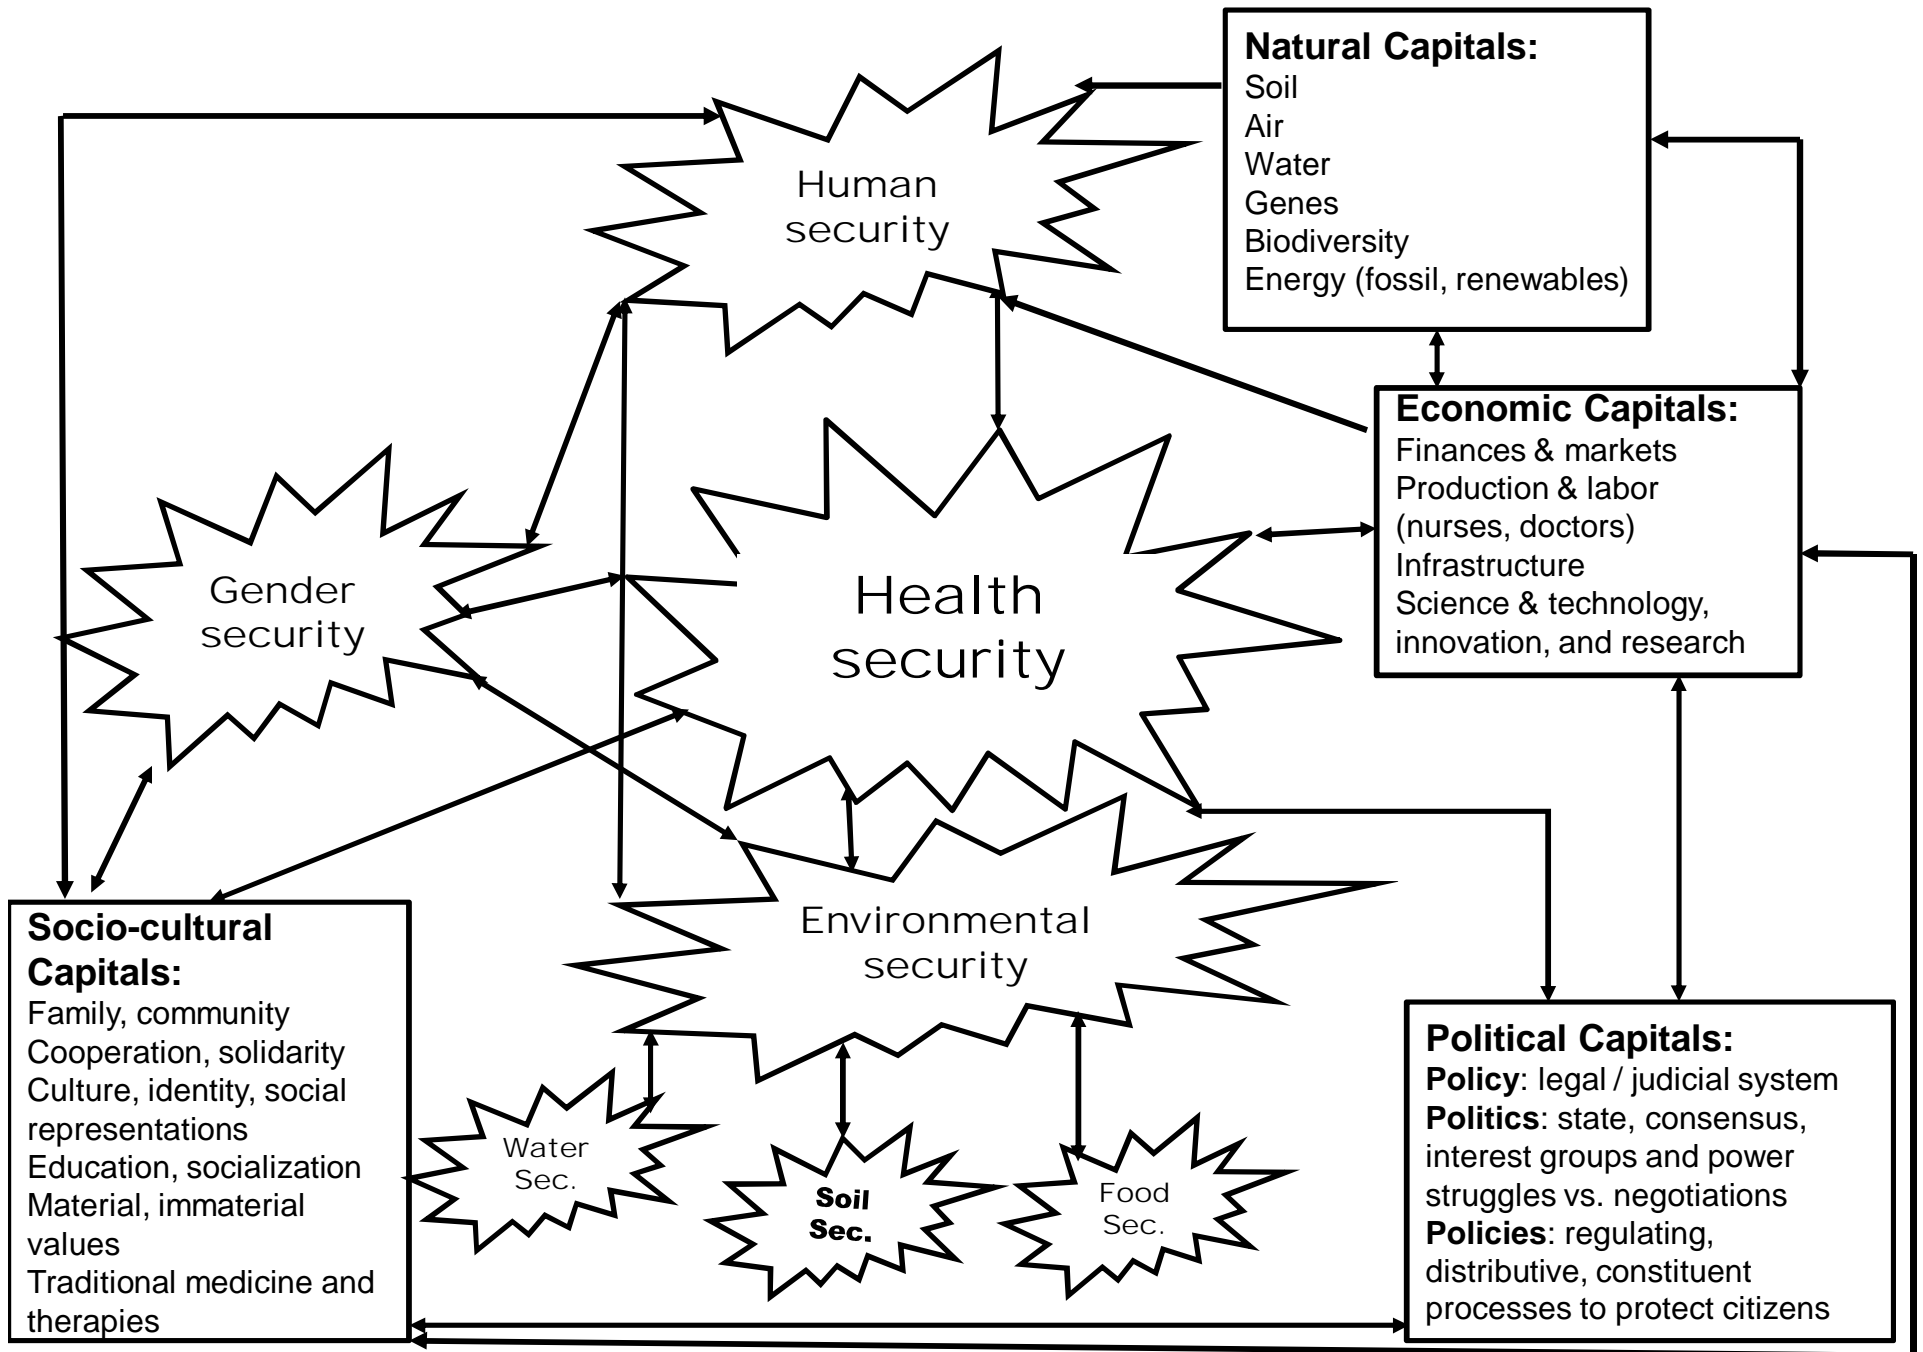 Natural Capitals:
Soil
Air
Water
Genes
Biodiversity
Energy (fossil, renewables)
Human
security
Economic Capitals:
Finances & markets
Production & labor
(nurses, doctors)
Infrastructure
Science & technology,
innovation, and research
Gender
security
Health
security
Environmental
security
Socio-cultural
Capitals:
Family, community
Cooperation, solidarity
Culture, identity, social
representations
Education, socialization
Material, immaterial
values
Traditional medicine and
therapies
Water
Sec.
Soil
Sec.
Food
Sec.
Political Capitals:
Policy: legal / judicial system
Politics: state, consensus,
interest groups and power
struggles vs. negotiations
Policies: regulating,
distributive, constituent
processes to protect citizens